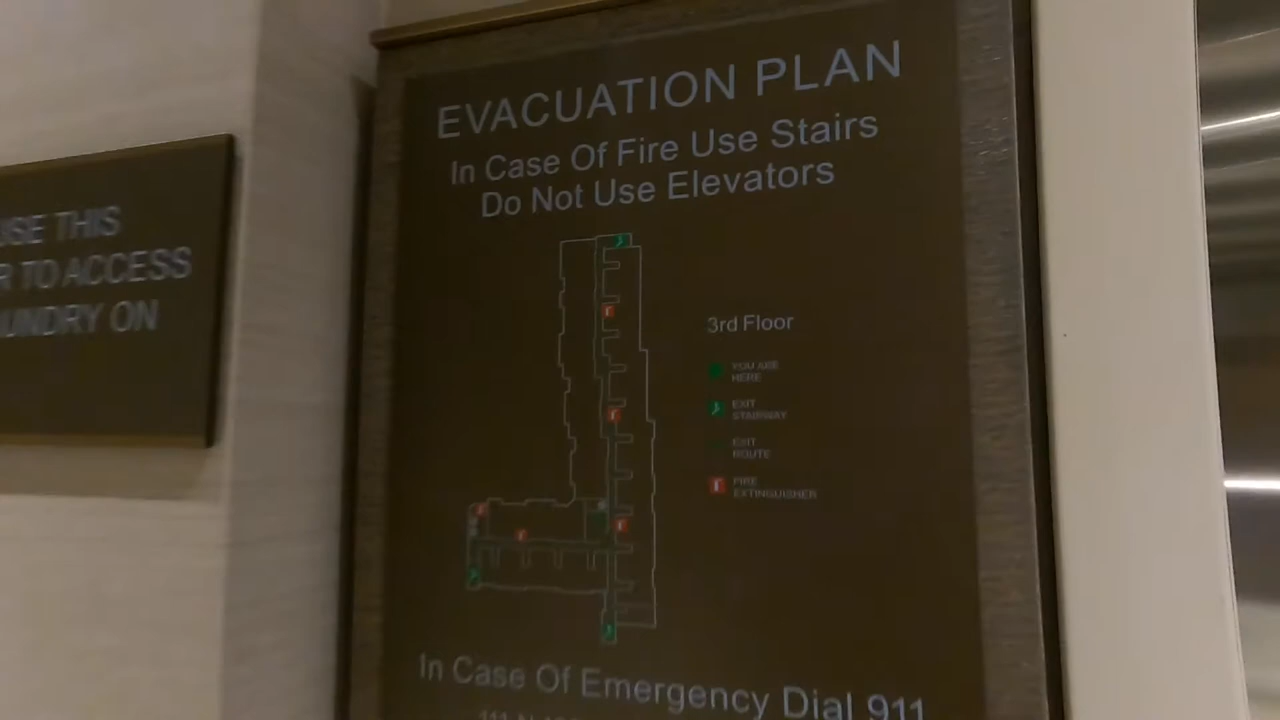 USE THIS
TO ACCESS
ON
EVACUATION PLAN
In Case Of Fire Use Stairs
Do Not Use Elevators
3rd Floor
YOU ARE
HERE
EXIT
STAIRWAY
EXIT
ROUTE
FIRE
EXTINGUISHER
In Case Of Emergency Dial 911